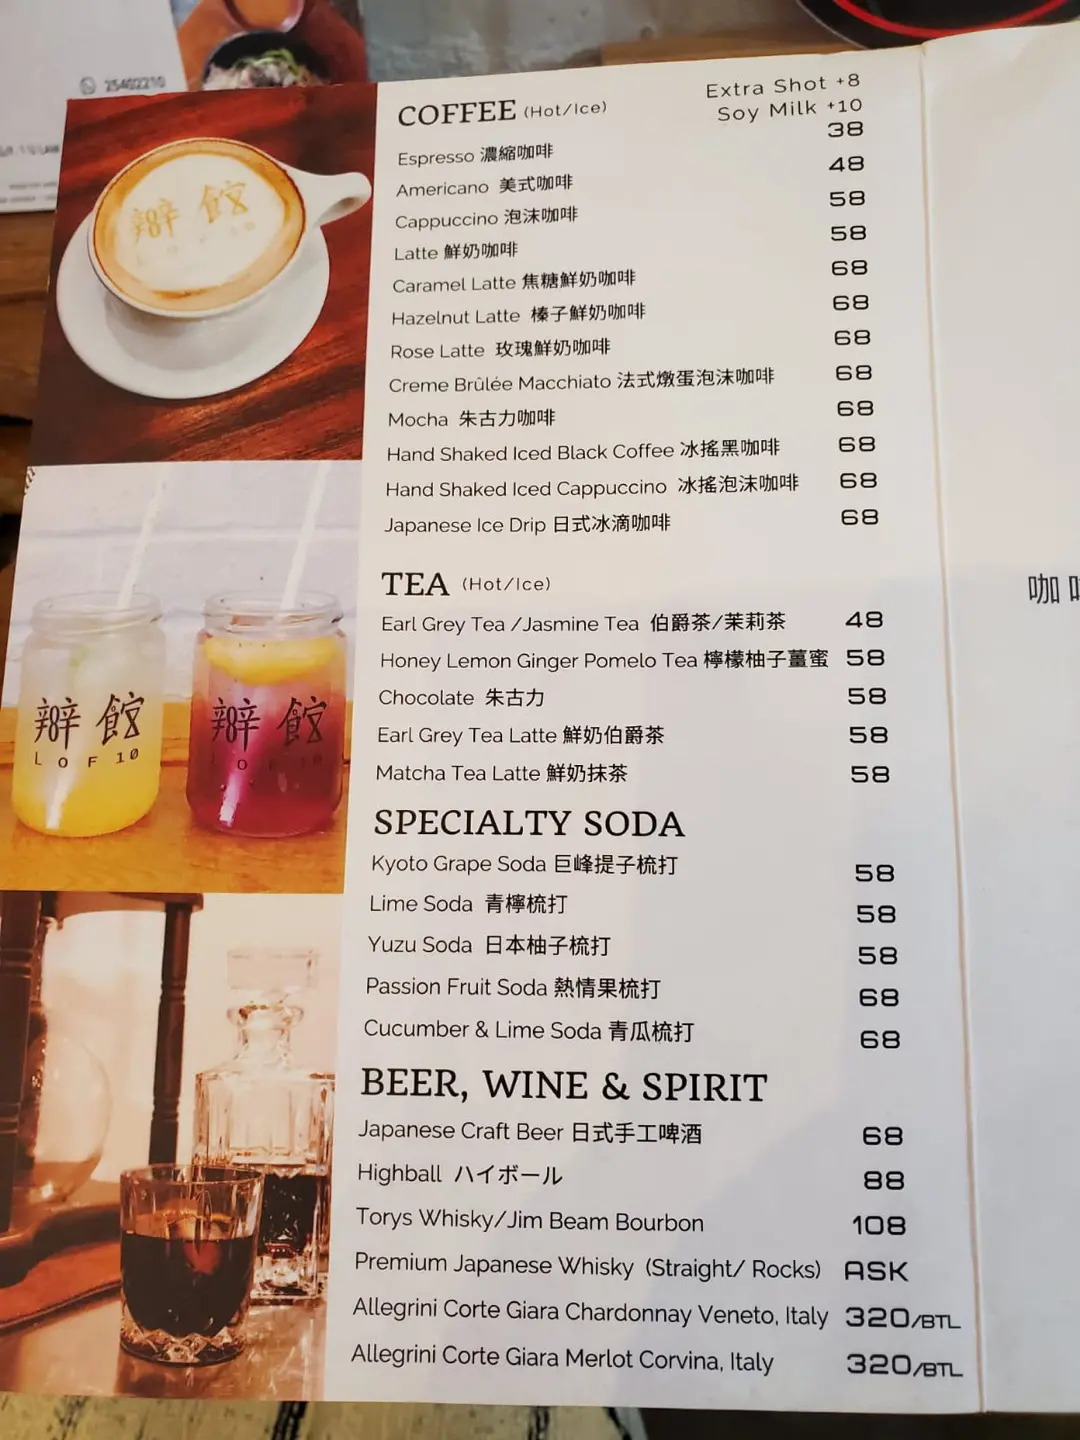 25402210
COFFEE (Hot/Ice)
Extra Shot +8
Soy Milk +10
Espresso 濃縮咖啡 38
Americano 美式咖啡 48
Cappuccino 泡沫咖啡 58
Latte 鮮奶咖啡 58
Caramel Latte 焦糖鮮奶咖啡 68
Hazelnut Latte 榛子鮮奶咖啡 68
Rose Latte 玫瑰鮮奶咖啡 68
Creme Brûlée Macchiato 法式燉蛋泡沫咖啡 68
Mocha 朱古力咖啡 68
Hand Shaked Iced Black Coffee 冰搖黑咖啡 68
Hand Shaked Iced Cappuccino 冰搖泡沫咖啡 68
Japanese Ice Drip 日式冰滴咖啡 68
TEA (Hot/Ice)
Earl Grey Tea /Jasmine Tea 伯爵茶/茉莉茶 48
Honey Lemon Ginger Pomelo Tea 檸檬柚子薑蜜 58
Chocolate 朱古力 58
Earl Grey Tea Latte 鮮奶伯爵茶 58
Matcha Tea Latte 鮮奶抹茶 58
SPECIALTY SODA
Kyoto Grape Soda 巨峰提子梳打 58
Lime Soda 青檸梳打 58
Yuzu Soda 日本柚子梳打 58
Passion Fruit Soda 熱情果梳打 68
Cucumber & Lime Soda 青瓜梳打 68
BEER, WINE & SPIRIT
Japanese Craft Beer 日式手工啤酒 68
Highball ハイボール 88
Torys Whisky/Jim Beam Bourbon 108
Premium Japanese Whisky (Straight/ Rocks) ASK
Allegrini Corte Giara Chardonnay Veneto, Italy 320/BTL
Allegrini Corte Giara Merlot Corvina, Italy 320/BTL
LOF10
LOF10
咖